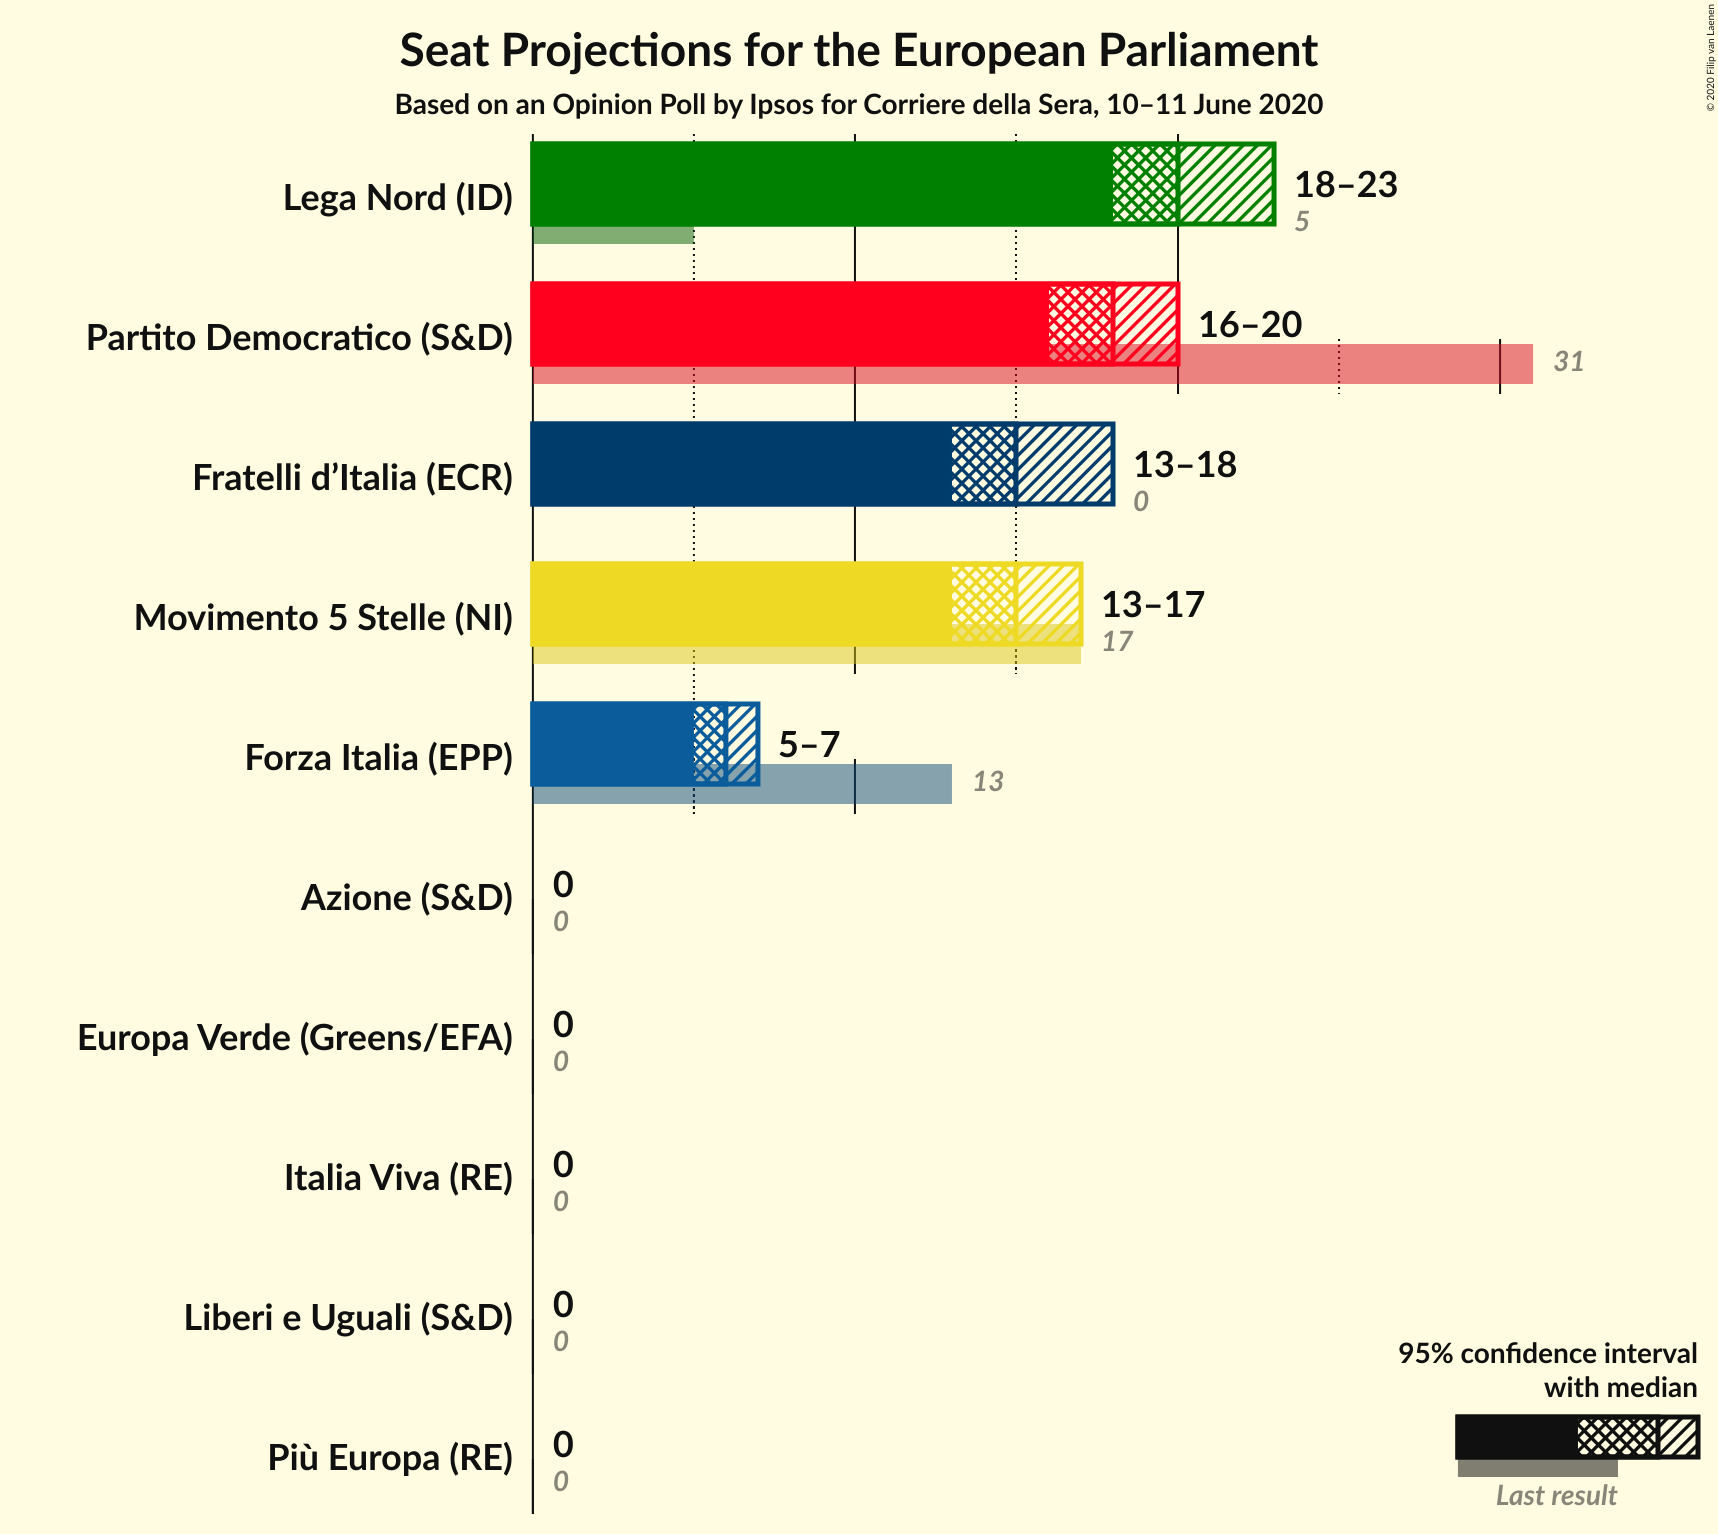 Seat Projections for the European Parliament
Based on an Opinion Poll by Ipsos for Corriere della Sera, 10–11 June 2020
© 2020 Filip van Laenen
Lega Nord (ID)
18–23
5
Partito Democratico (S&D)
16–20
31
Fratelli d’Italia (ECR)
13–18
0
Movimento 5 Stelle (NI)
13–17
17
Forza Italia (EPP)
5–7
13
Azione (S&D)
0
0
Europa Verde (Greens/EFA)
0
0
Italia Viva (RE)
0
0
Liberi e Uguali (S&D)
0
0
Più Europa (RE)
0
0
95% confidence interval
with median
Last result